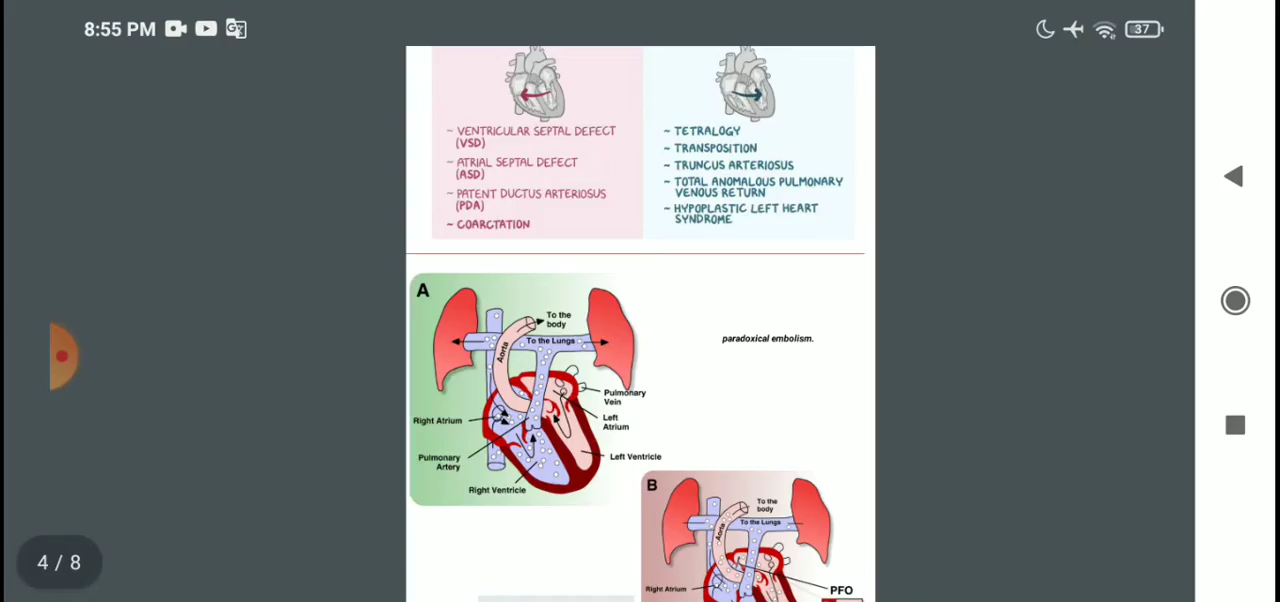 8:55 PM
37
~ VENTRICULAR SEPTAL DEFECT
(VSD)
~ ATRIAL SEPTAL DEFECT
(ASD)
~ PATENT DUCTUS ARTERIOSUS
(PDA)
~ COARCTATION
~ TETRALOGY
~ TRANSPOSITION
~ TRUNCUS ARTERIOSUS
~ TOTAL ANOMALOUS PULMONARY
VENOUS RETURN
~ HYPOPLASTIC LEFT HEART
SYNDROME
A
To the
body
To the Lungs
Aorta
paradoxical embolism.
Pulmonary
Vein
Right Atrium
Left
Atrium
Pulmonary
Artery
Left Ventricle
Right Ventricle
B
To the
body
To the Lungs
Aorta
Right Atrium
PFO
4 / 8